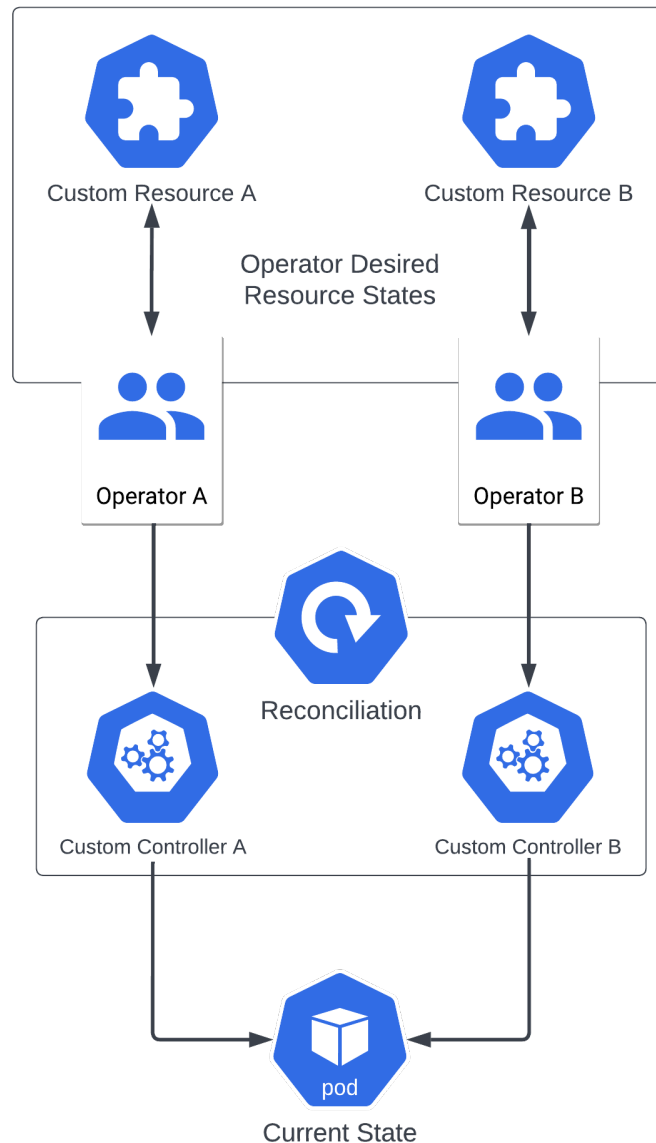 Custom Resource A
Custom Resource B
Operator Desired
Resource States
Operator A
Operator B
Reconciliation
Custom Controller A
Custom Controller B
pod
Current State